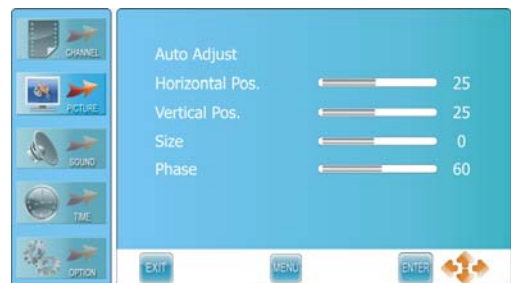 CHANNEL
PICTURE
SOUND
TIME
OPTION
Auto Adjust
Horizontal Pos. 25
Vertical Pos. 25
Size 0
Phase 60
EXIT MENU ENTER